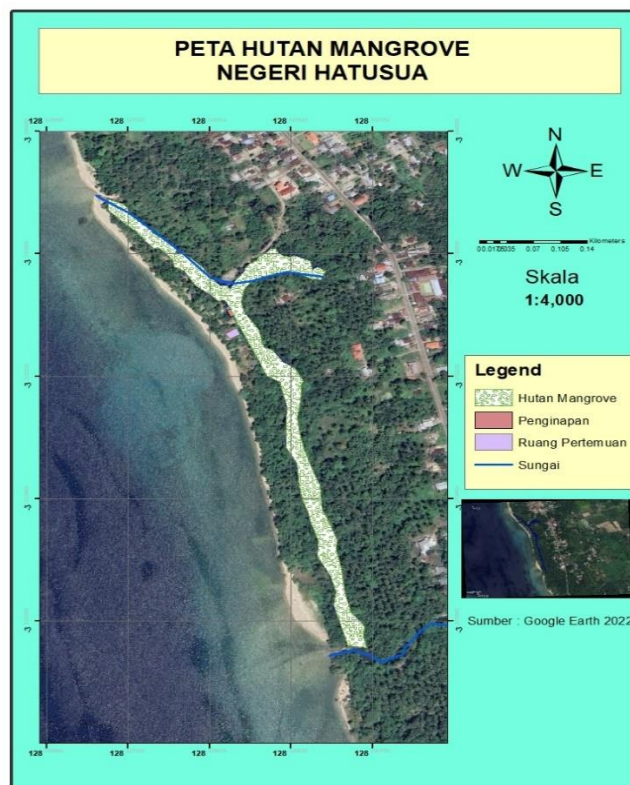 PETA HUTAN MANGROVE
NEGERI HATUSUA
128 128 128 128 128
N
W E
S
Kilometers
0.07 0.105 0.14
Skala
1:4,000
Legend
Hutan Mangrove
Penginapan
Ruang Pertemuan
Sungai
Sumber : Google Earth 2022
128 128 128 128 128